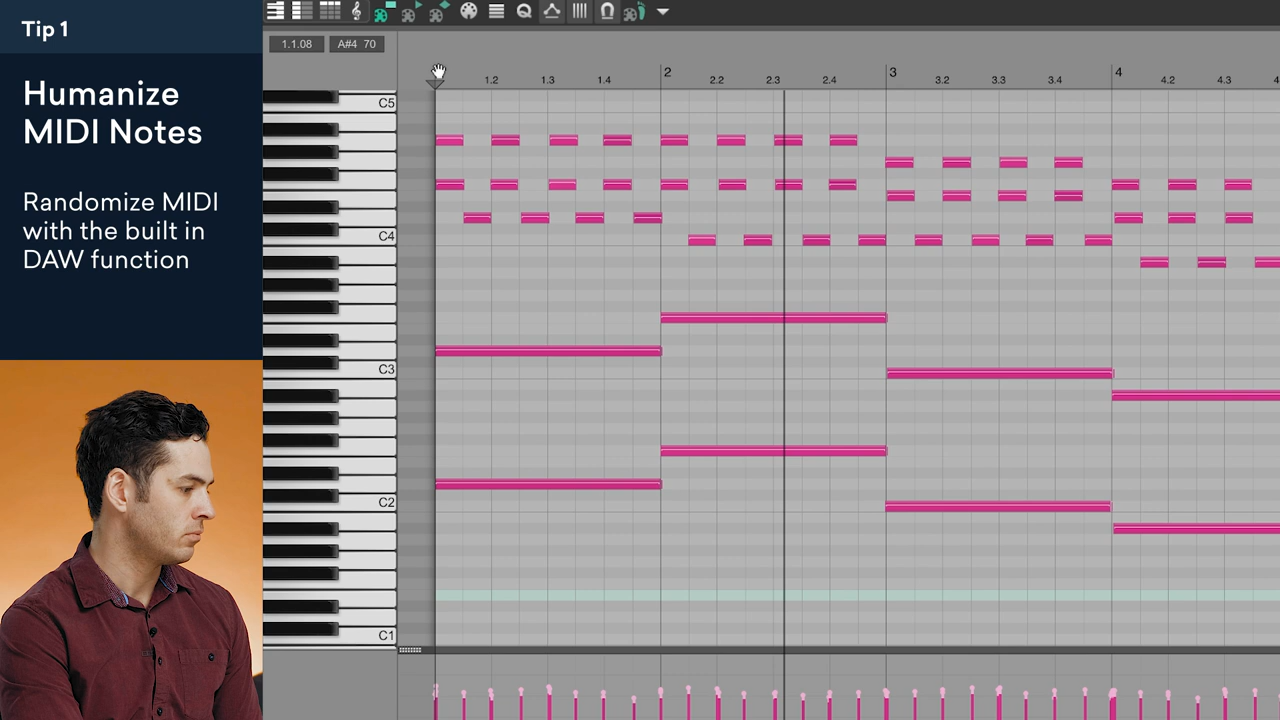 Tip 1
Humanize
MIDI Notes
Randomize MIDI
with the built in
DAW function
Q
1.1.08 A#4 70
1.2 1.3 1.4 2 2.2 2.3 2.4 3 3.2 3.3 3.4 4 4.2 4.3 4
C5
C4
C3
C2
C1